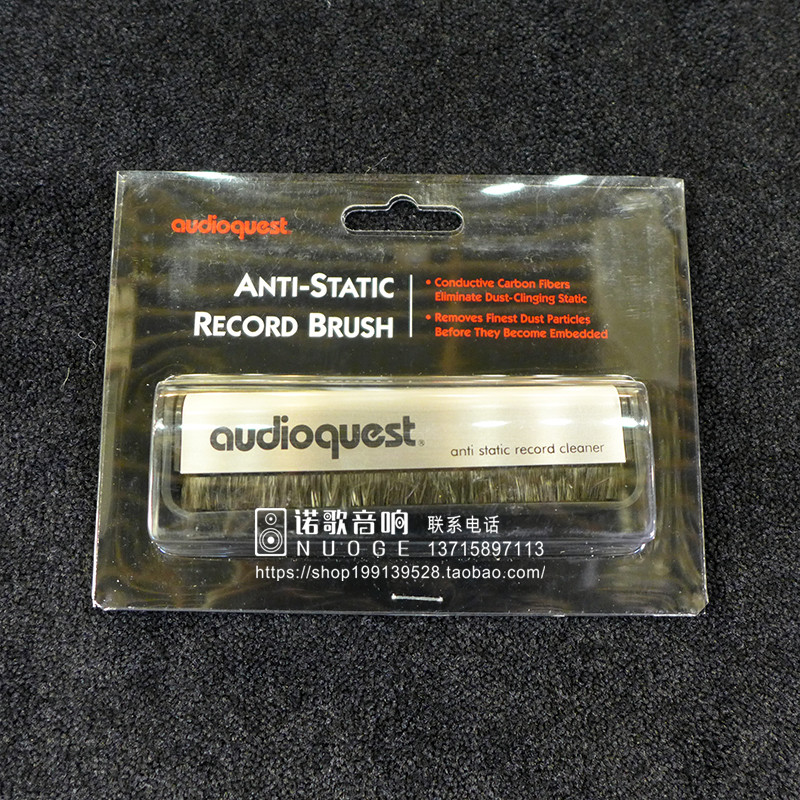 audioquest®
ANTI-STATIC
RECORD BRUSH
• Conductive Carbon Fibers
Eliminate Dust-Clinging Static
• Removes Finest Dust Particles
Before They Become Embedded
audioquest®
anti static record cleaner
诺歌音响 联系电话
NUOGE 13715897113
https://shop199139528.taobao.com/